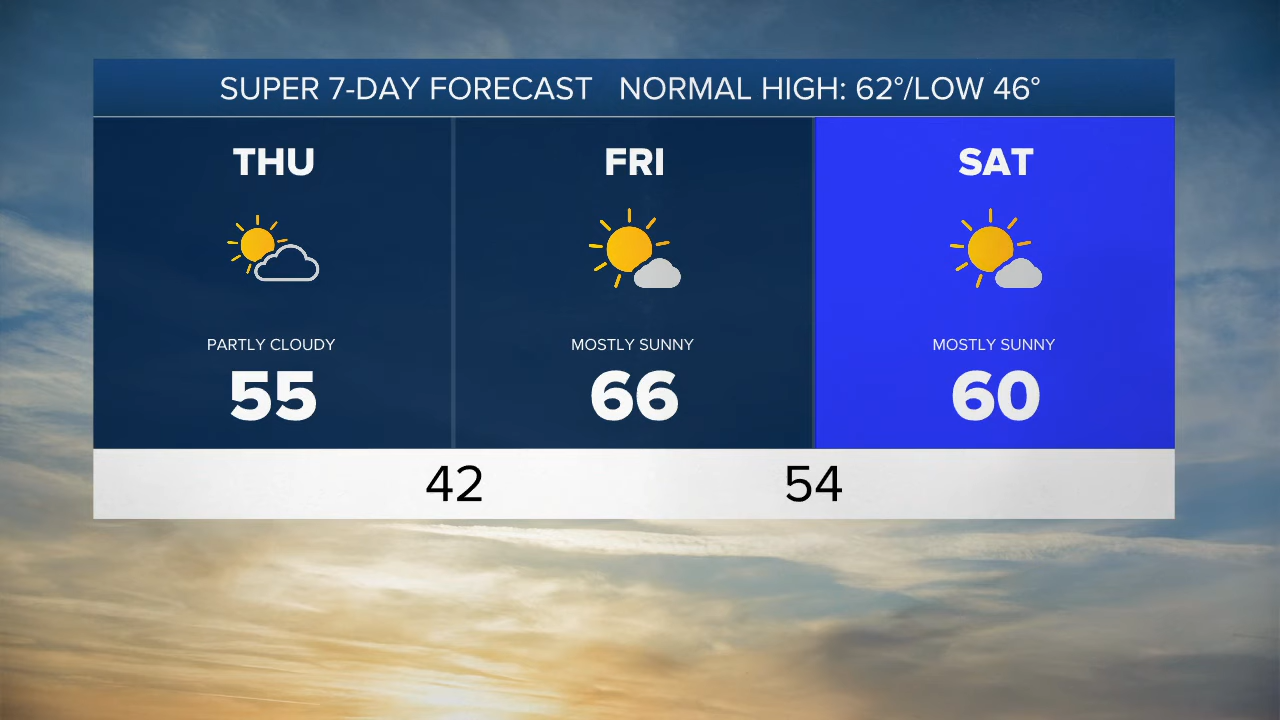 SUPER 7-DAY FORECAST NORMAL HIGH: 62°/LOW 46°
THU FRI SAT
PARTLY CLOUDY MOSTLY SUNNY MOSTLY SUNNY
55 66 60
42 54